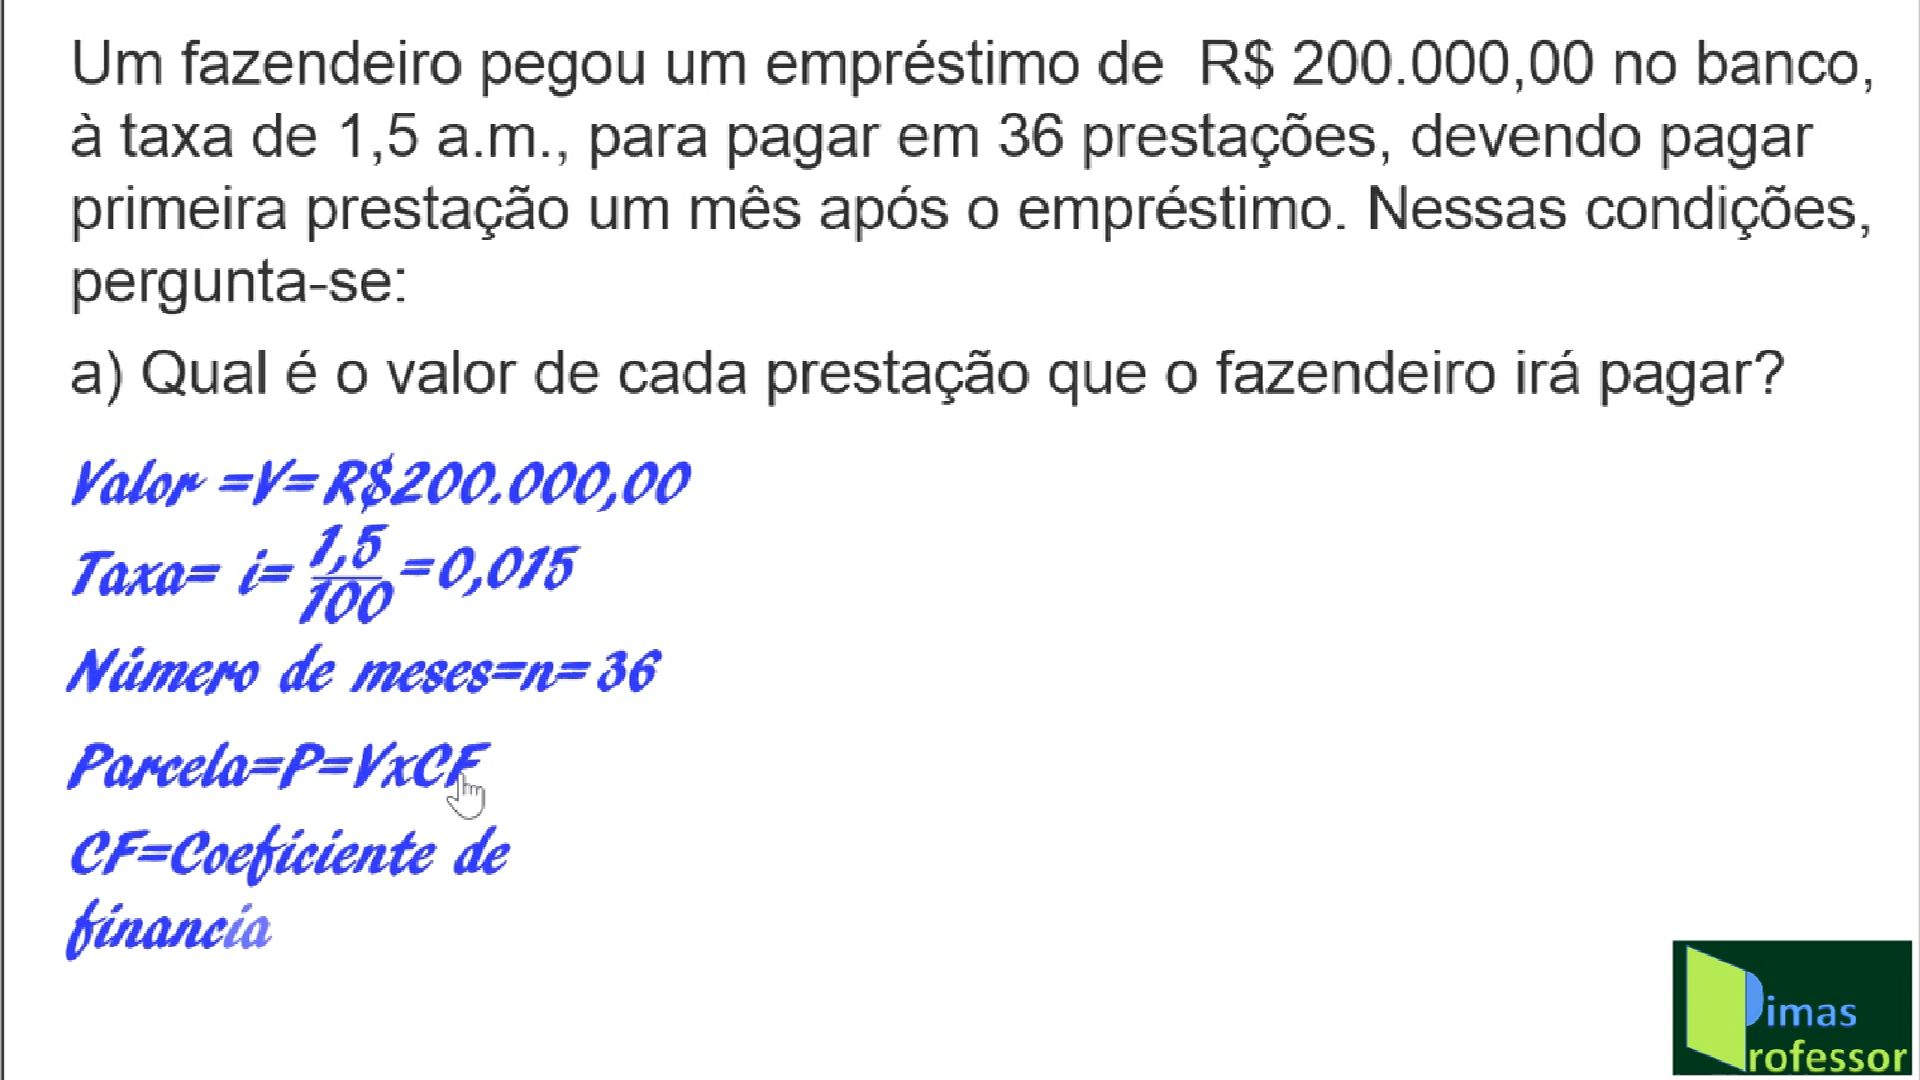 Um fazendeiro pegou um empréstimo de R$ 200.000,00 no banco,
à taxa de 1,5 a.m., para pagar em 36 prestações, devendo pagar
primeira prestação um mês após o empréstimo. Nessas condições,
pergunta-se:
a) Qual é o valor de cada prestação que o fazendeiro irá pagar?
Valor =V= R$200.000,00
Taxa= i= 1,5/100 =0,015
Número de meses=n= 36
Parcela=P=VxCF
CF=Coeficiente de
financia
Dimas
Professor